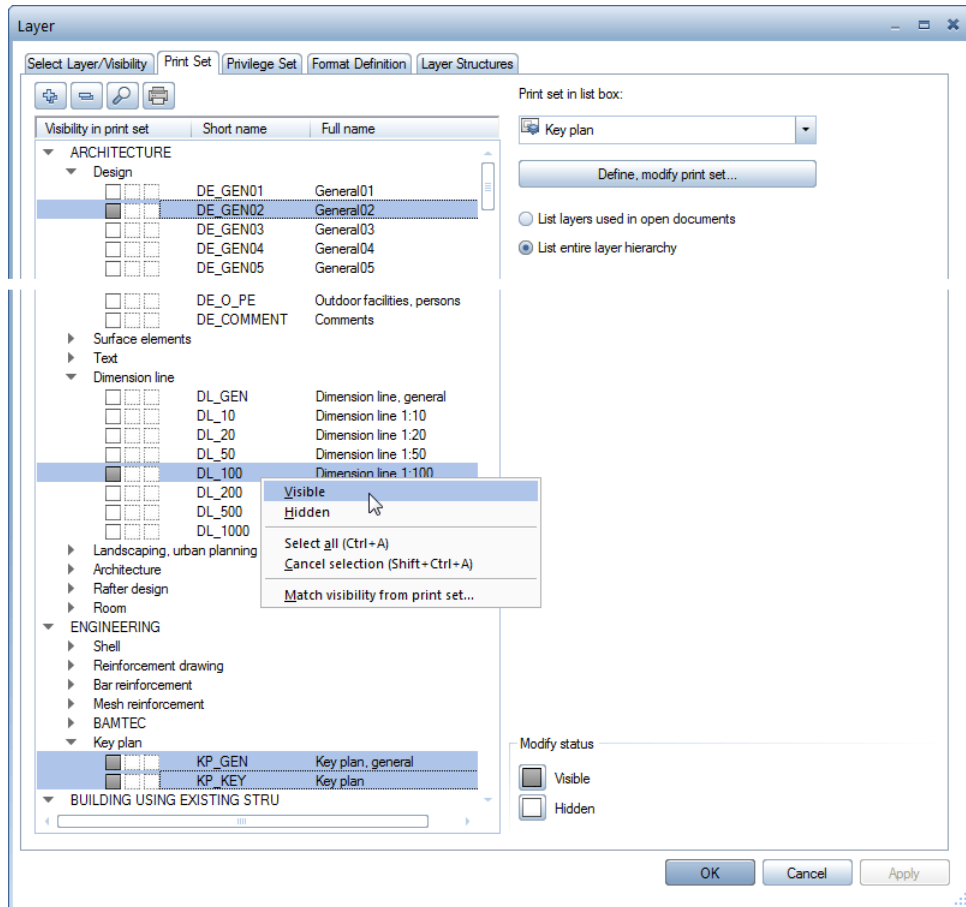 Layer
Select Layer/Visibility Print Set Privilege Set Format Definition Layer Structures
Visibility in print set Short name Full name
ARCHITECTURE
Design
DE_GEN01 General01
DE_GEN02 General02
DE_GEN03 General03
DE_GEN04 General04
DE_GEN05 General05
DE_O_PE Outdoor facilities, persons
DE_COMMENT Comments
Surface elements
Text
Dimension line
DL_GEN Dimension line, general
DL_10 Dimension line 1:10
DL_20 Dimension line 1:20
DL_50 Dimension line 1:50
DL_100 Dimension line 1:100
DL_200
DL_500
DL_1000
Landscaping, urban planning
Architecture
Rafter design
Room
ENGINEERING
Shell
Reinforcement drawing
Bar reinforcement
Mesh reinforcement
BAMTEC
Key plan
KP_GEN Key plan, general
KP_KEY Key plan
BUILDING USING EXISTING STRU
Visible
Hidden
Select all (Ctrl+A)
Cancel selection (Shift+Ctrl+A)
Match visibility from print set...
Print set in list box:
Key plan
Define, modify print set...
List layers used in open documents
List entire layer hierarchy
Modify status
Visible
Hidden
OK Cancel Apply